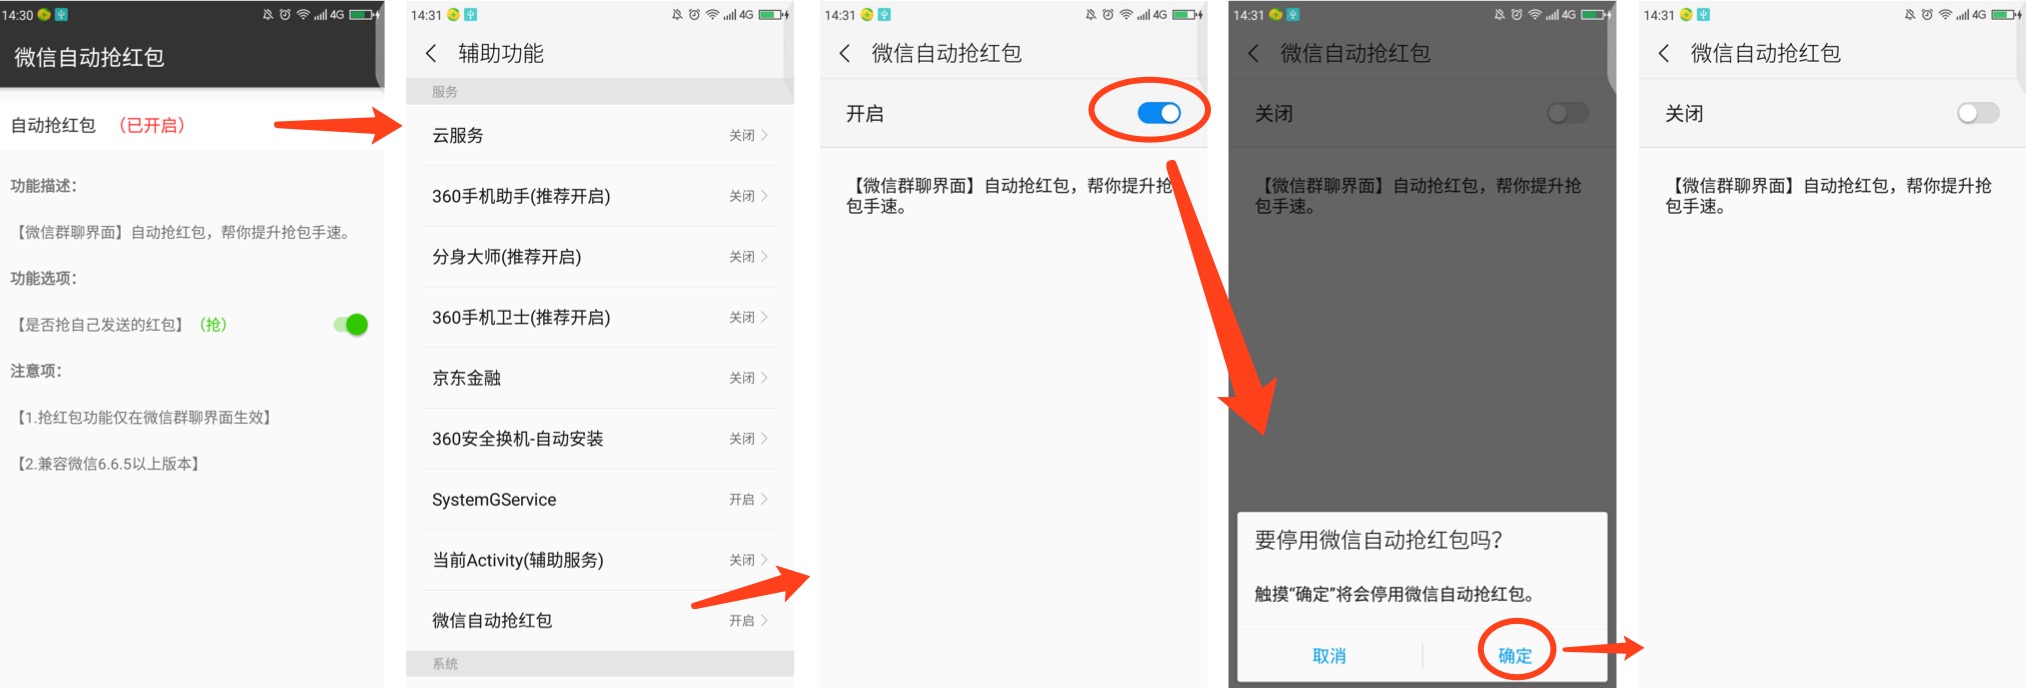 14:30
4G
微信自动抢红包
自动抢红包 （已开启）
功能描述：
【微信群聊界面】自动抢红包，帮你提升抢包手速。
功能选项：
【是否抢自己发送的红包】（抢）
注意项：
【1.抢红包功能仅在微信群聊界面生效】
【2.兼容微信6.6.5以上版本】
14:31
4G
辅助功能
服务
云服务 关闭
360手机助手(推荐开启) 关闭
分身大师(推荐开启) 关闭
360手机卫士(推荐开启) 关闭
京东金融 关闭
360安全换机-自动安装 关闭
SystemGService 开启
当前Activity(辅助服务) 关闭
微信自动抢红包 开启
系统
14:31
4G
微信自动抢红包
开启
【微信群聊界面】自动抢红包，帮你提升抢
包手速。
14:31
4G
微信自动抢红包
关闭
【微信群聊界面】自动抢红包，帮你提升抢
包手速。
要停用微信自动抢红包吗？
触摸“确定”将会停用微信自动抢红包。
取消 确定
14:31
4G
微信自动抢红包
关闭
【微信群聊界面】自动抢红包，帮你提升抢
包手速。